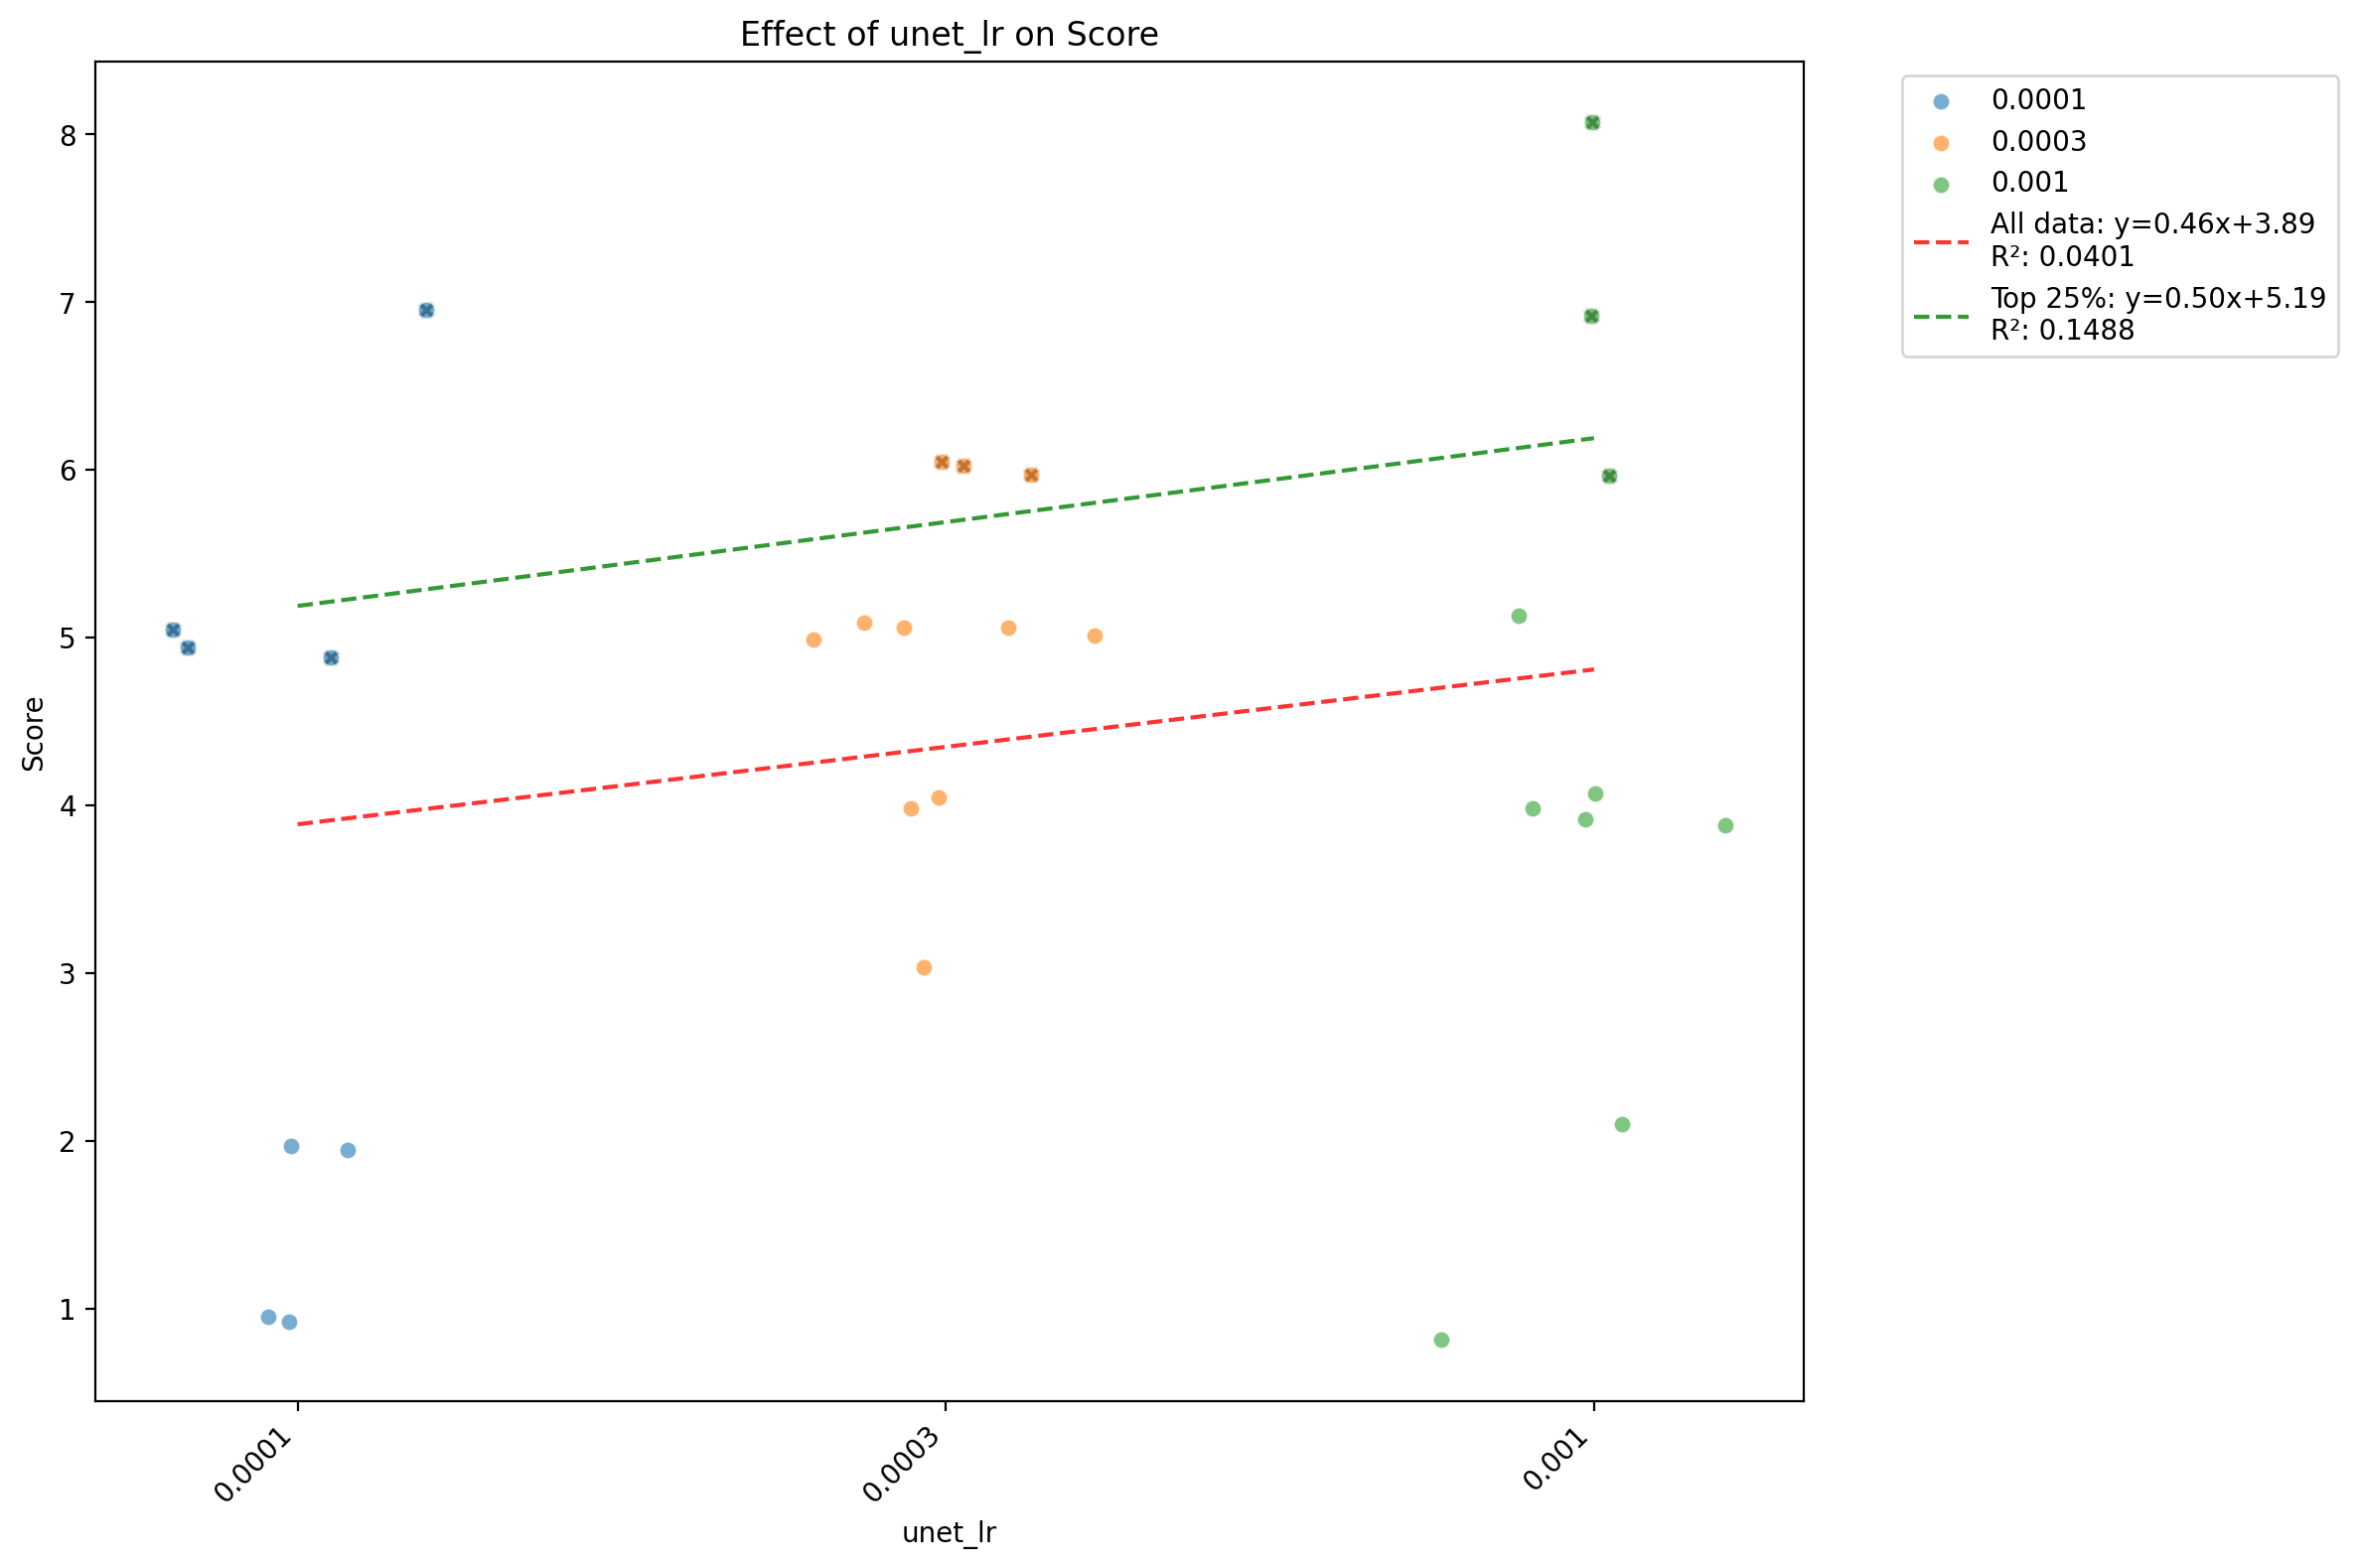 Effect of unet_lr on Score
8
7
6
5
4
3
2
1
Score
0.0001
0.0003
0.001
unet_lr
0.0001
0.0003
0.001
All data: y=0.46x+3.89
R²: 0.0401
Top 25%: y=0.50x+5.19
R²: 0.1488